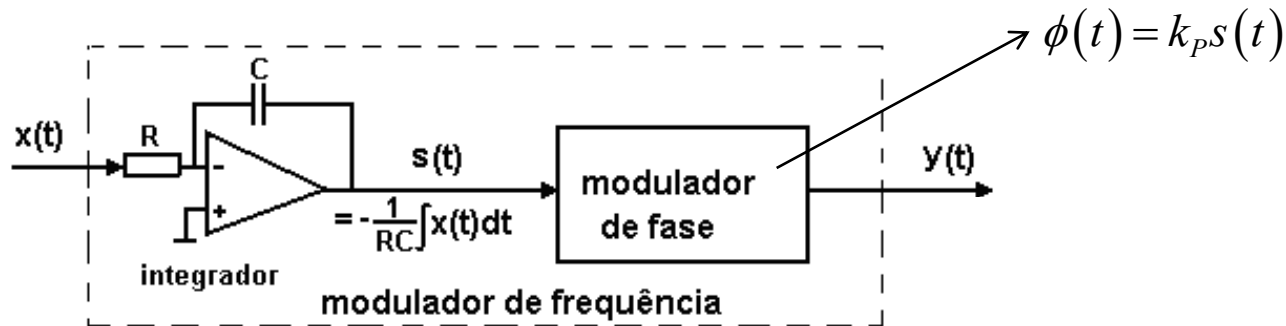 ϕ(t) = k_P s(t)
C
x(t)
R
-
+
s(t)
= -1/RC ∫x(t)dt
modulador
de fase
y(t)
integrador
modulador de frequência